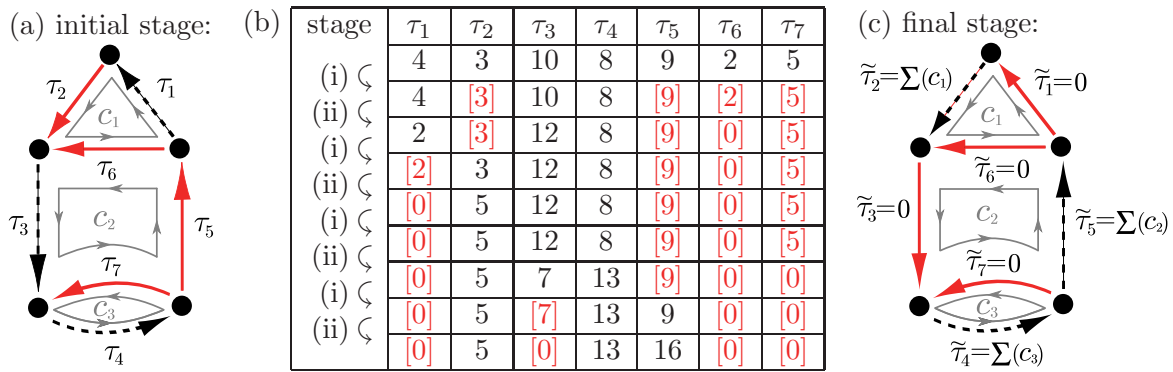 (a) initial stage:
τ₂
τ₁
c₁
τ₆
τ₃
c₂
τ₅
τ₇
c₃
τ₄
(b)
stage τ₁ τ₂ τ₃ τ₄ τ₅ τ₆ τ₇
4 3 10 8 9 2 5
(i)
4 [3] 10 8 [9] [2] [5]
(ii)
2 [3] 12 8 [9] [0] [5]
(i)
[2] 3 12 8 [9] [0] [5]
(ii)
[0] 5 12 8 [9] [0] [5]
(i)
[0] 5 12 8 [9] [0] [5]
(ii)
[0] 5 7 13 [9] [0] [0]
(i)
[0] 5 [7] 13 9 [0] [0]
(ii)
[0] 5 [0] 13 16 [0] [0]
(c) final stage:
τ̃₂=∑(c₁)
τ̃₁=0
c₁
τ̃₆=0
τ̃₃=0
c₂
τ̃₅=∑(c₂)
τ̃₇=0
c₃
τ̃₄=∑(c₃)